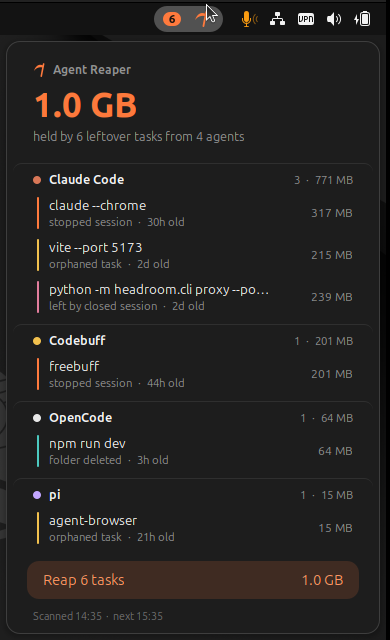 6
VPN
Agent Reaper
1.0 GB
held by 6 leftover tasks from 4 agents
Claude Code 3 · 771 MB
claude --chrome 317 MB
stopped session · 30h old
vite --port 5173 215 MB
orphaned task · 2d old
python -m headroom.cli proxy --po… 239 MB
left by closed session · 2d old
Codebuff 1 · 201 MB
freebuff 201 MB
stopped session · 44h old
OpenCode 1 · 64 MB
npm run dev 64 MB
folder deleted · 3h old
pi 1 · 15 MB
agent-browser 15 MB
orphaned task · 21h old
Reap 6 tasks 1.0 GB
Scanned 14:35 · next 15:35